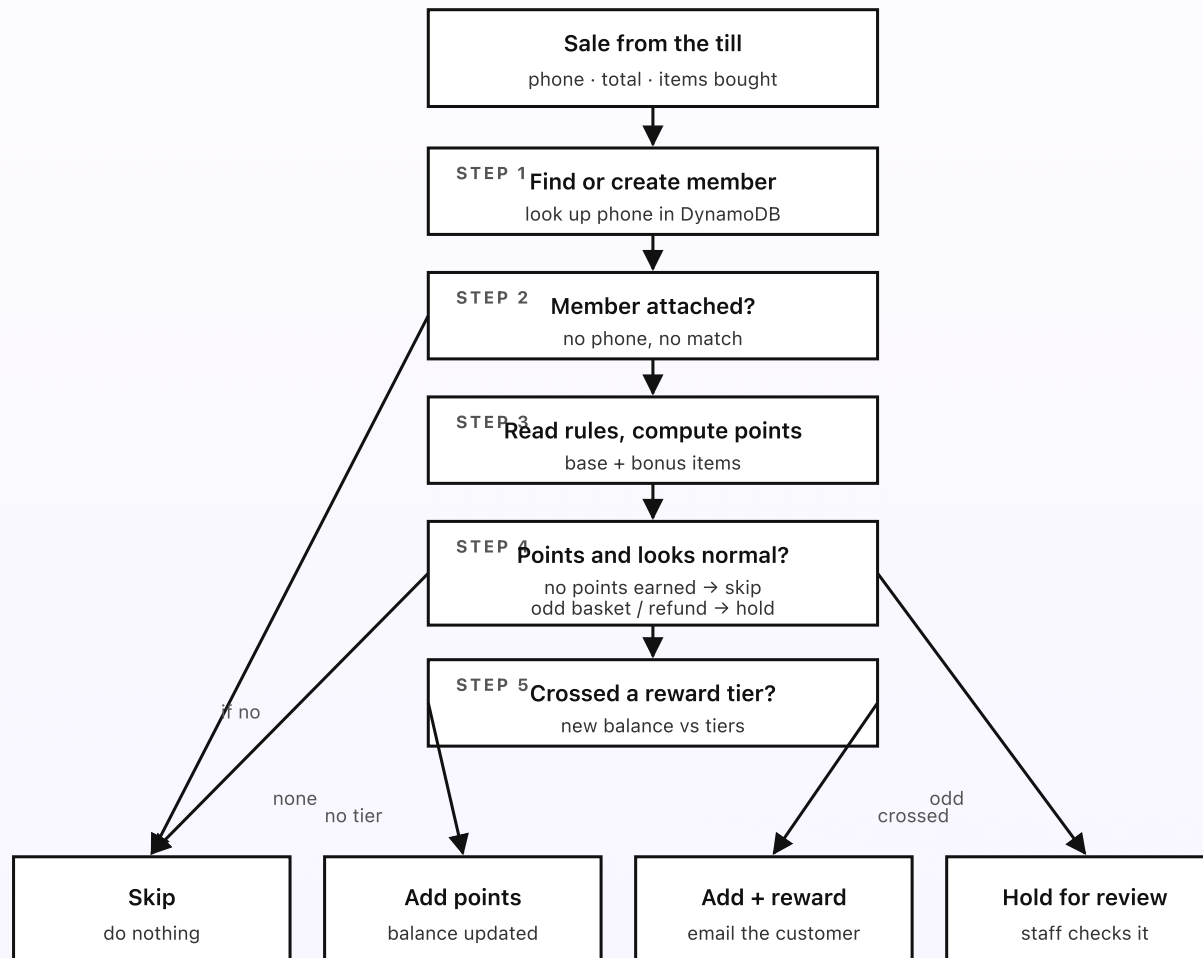 Sale from the till
phone · total · items bought
STEP 1
Find or create member
look up phone in DynamoDB
STEP 2
Member attached?
no phone, no match
STEP 3
Read rules, compute points
base + bonus items
STEP 4
Points and looks normal?
no points earned → skip
odd basket / refund → hold
STEP 5
Crossed a reward tier?
new balance vs tiers
if no
none
no tier
odd
crossed
Skip
do nothing
Add points
balance updated
Add + reward
email the customer
Hold for review
staff checks it